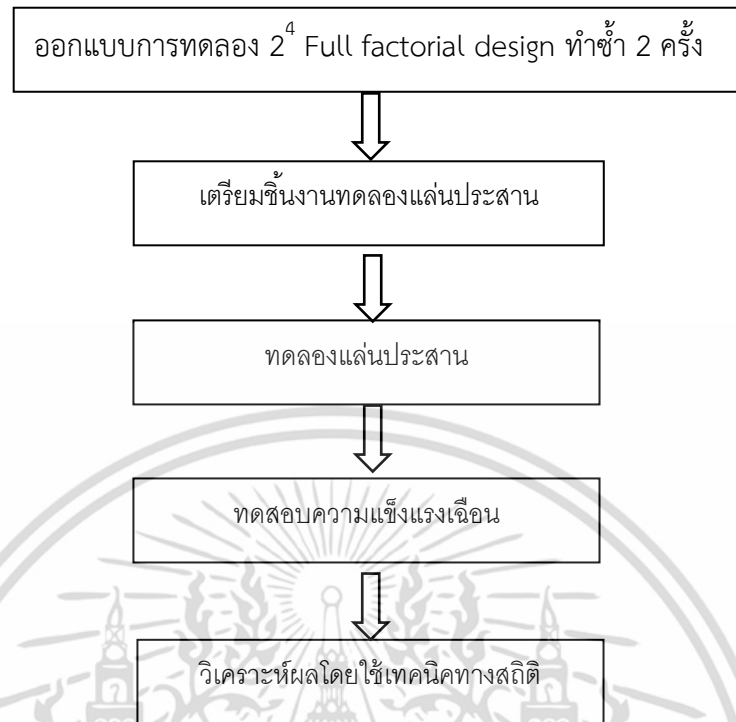 ออกแบบการทดลอง 2⁴ Full factorial design ทำซ้ำ 2 ครั้ง
เตรียมชิ้นงานทดลองแล่นประสาน
ทดลองแล่นประสาน
ทดสอบความแข็งแรงเฉือน
วิเคราะห์ผลโดยใช้เทคนิคทางสถิติ